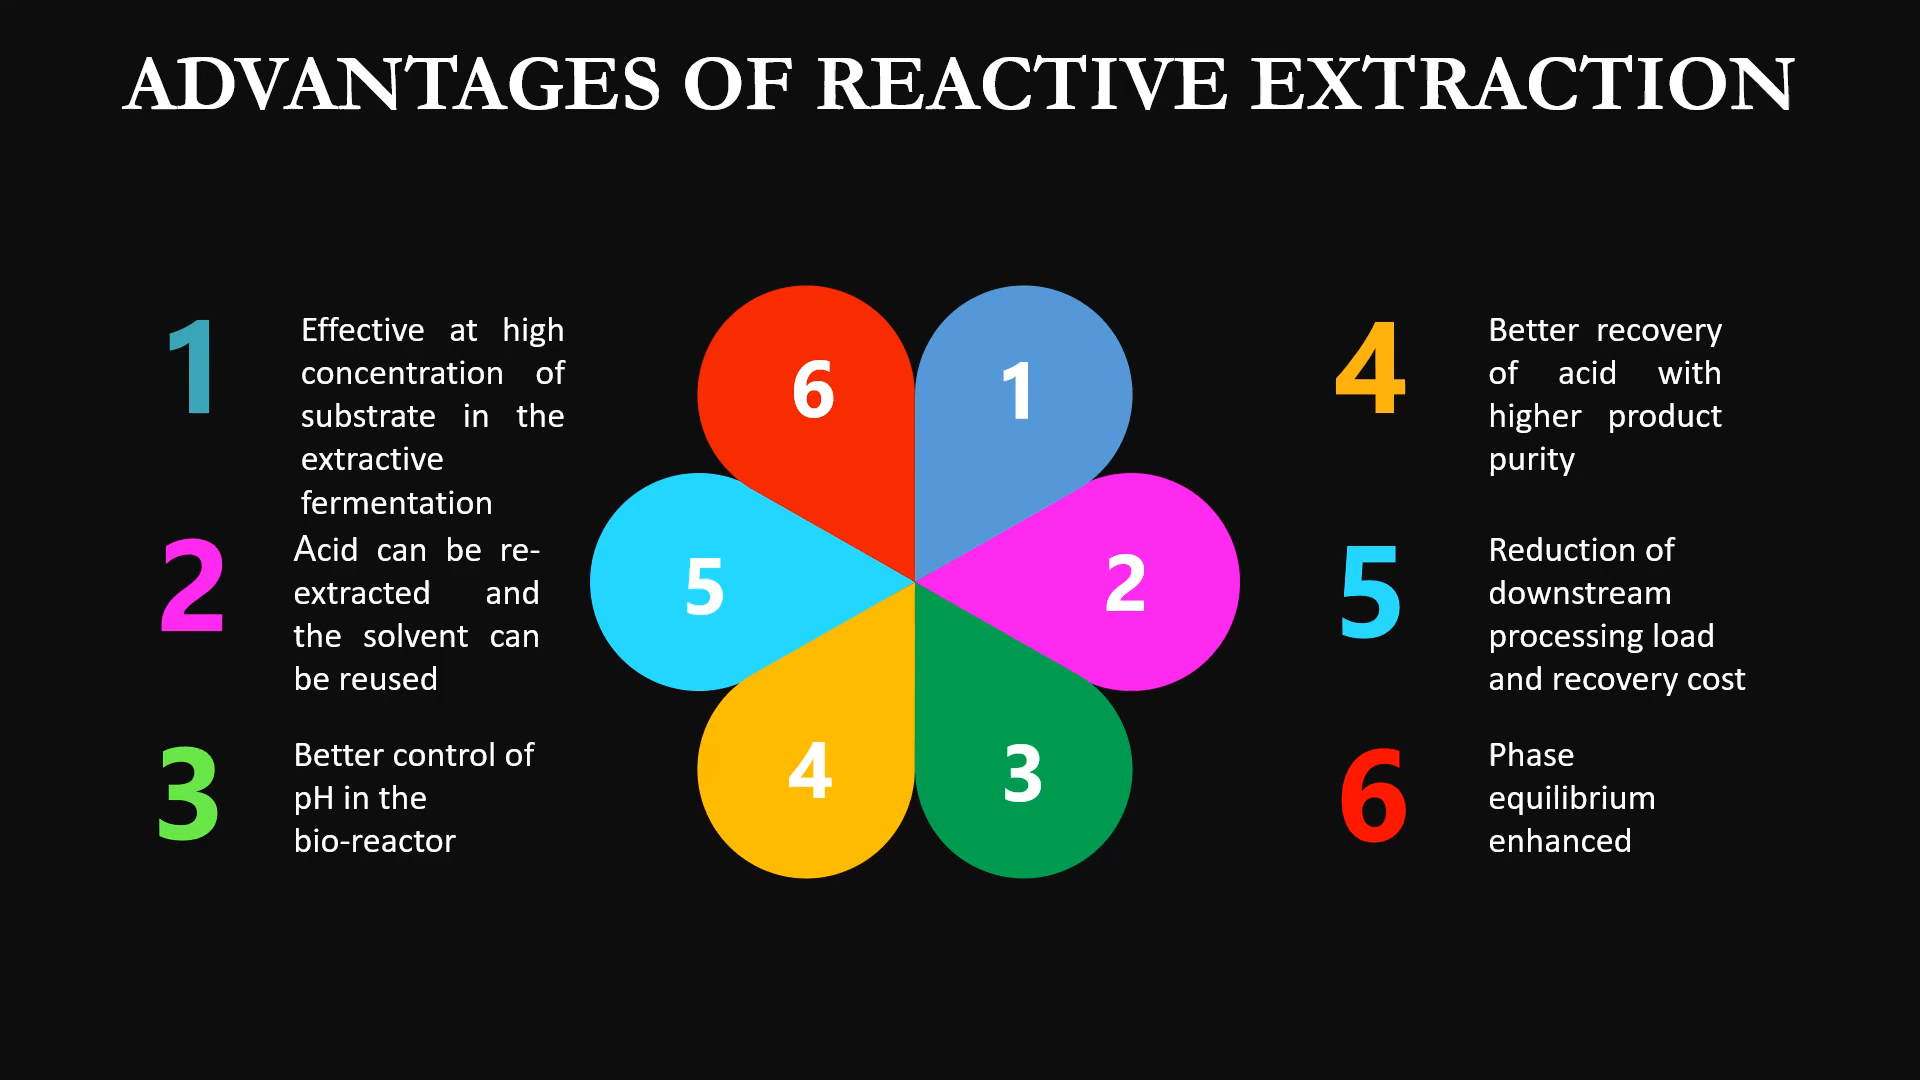 ADVANTAGES OF REACTIVE EXTRACTION
1
Effective at high
concentration of
substrate in the
extractive
fermentation
2
Acid can be re-
extracted and
the solvent can
be reused
3
Better control of
pH in the
bio-reactor
6
1
5
2
4
3
4
Better recovery
of acid with
higher product
purity
5
Reduction of
downstream
processing load
and recovery cost
6
Phase
equilibrium
enhanced